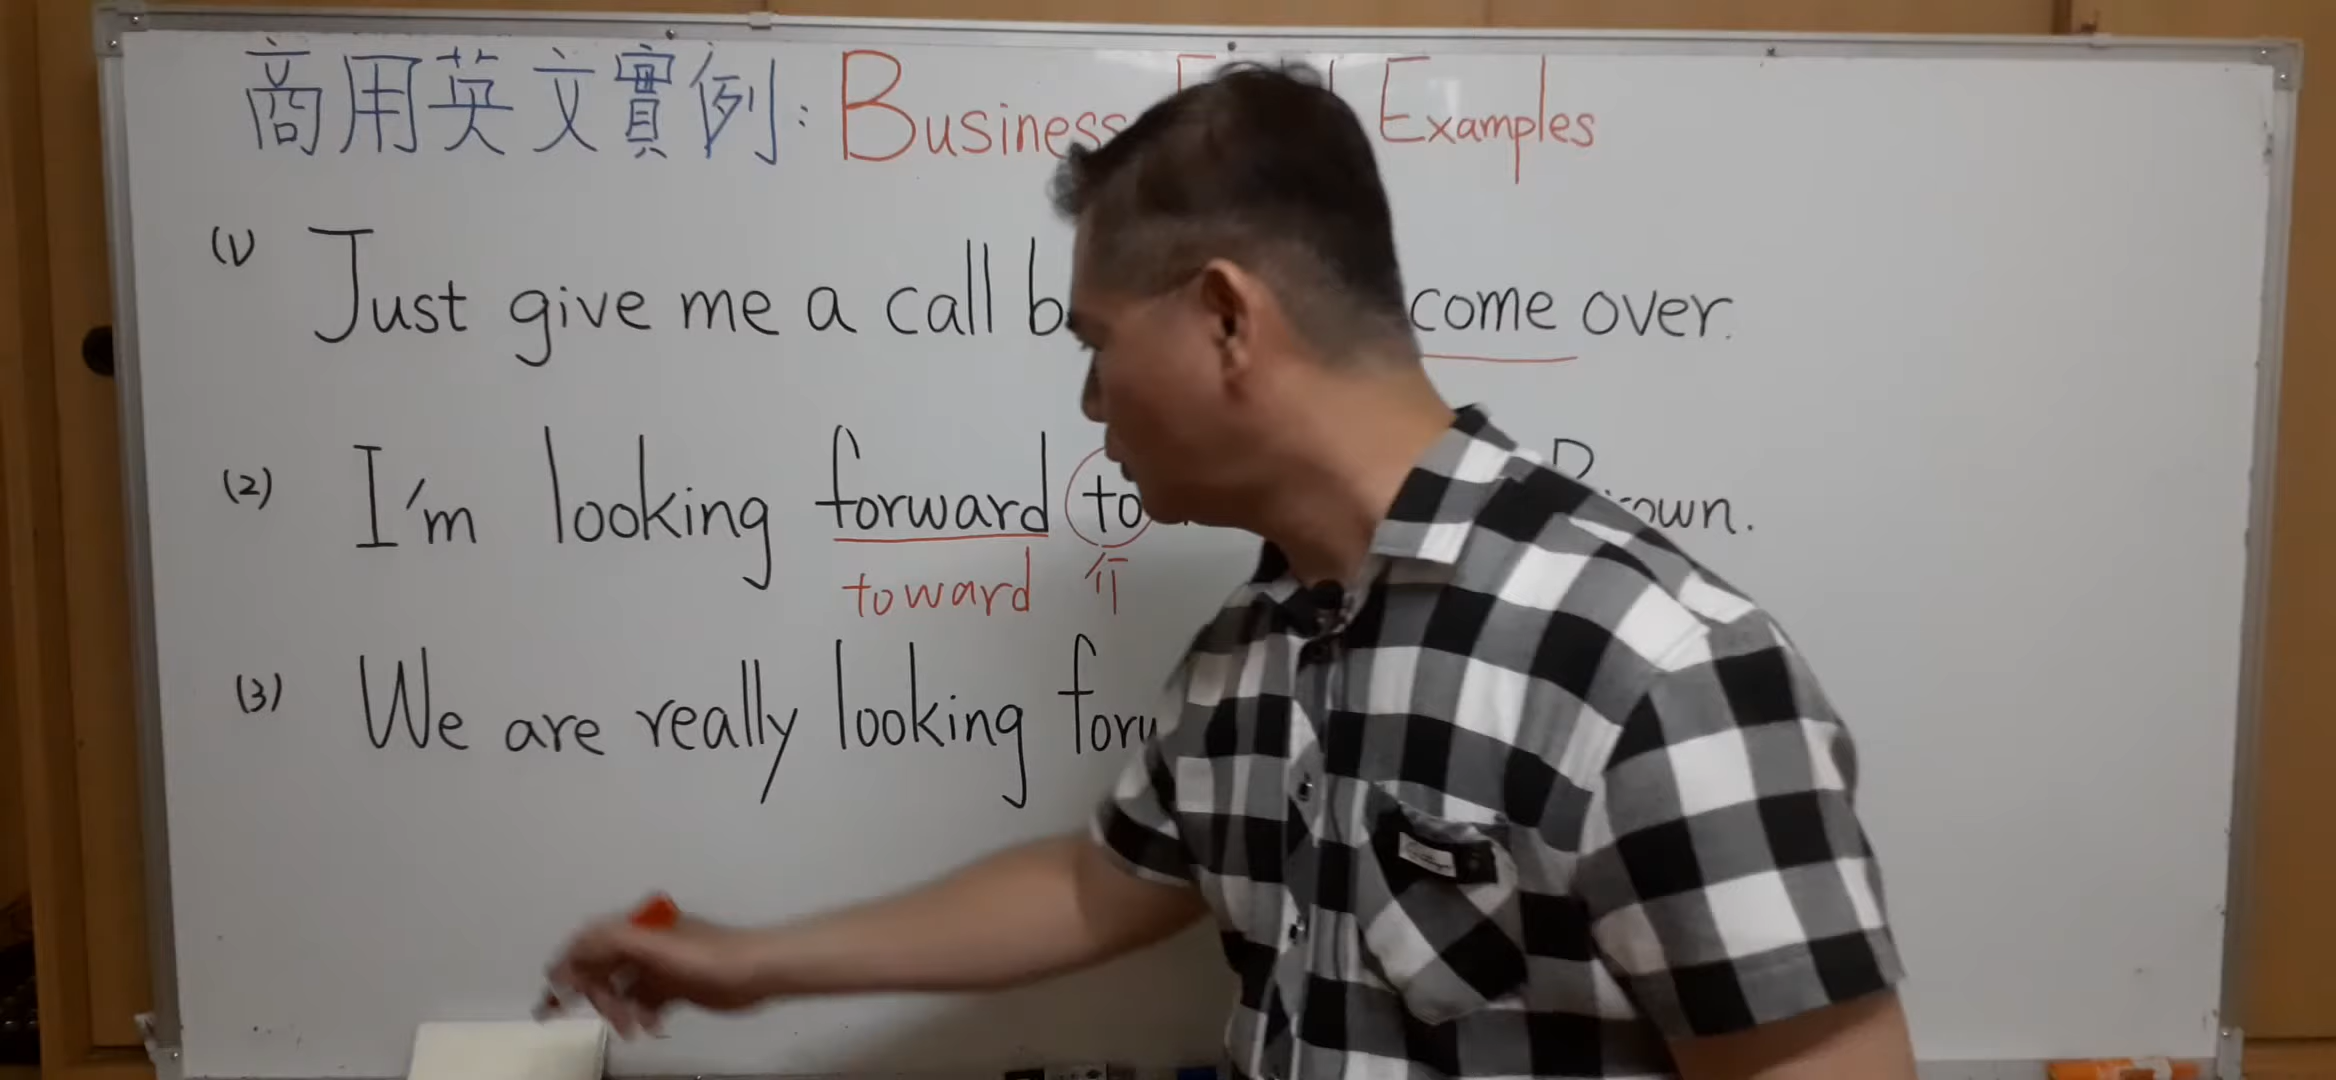 商用英文實例: Business Examples
(1) Just give me a call come over.
(2) I'm looking forward to
toward 介
(3) We are really looking